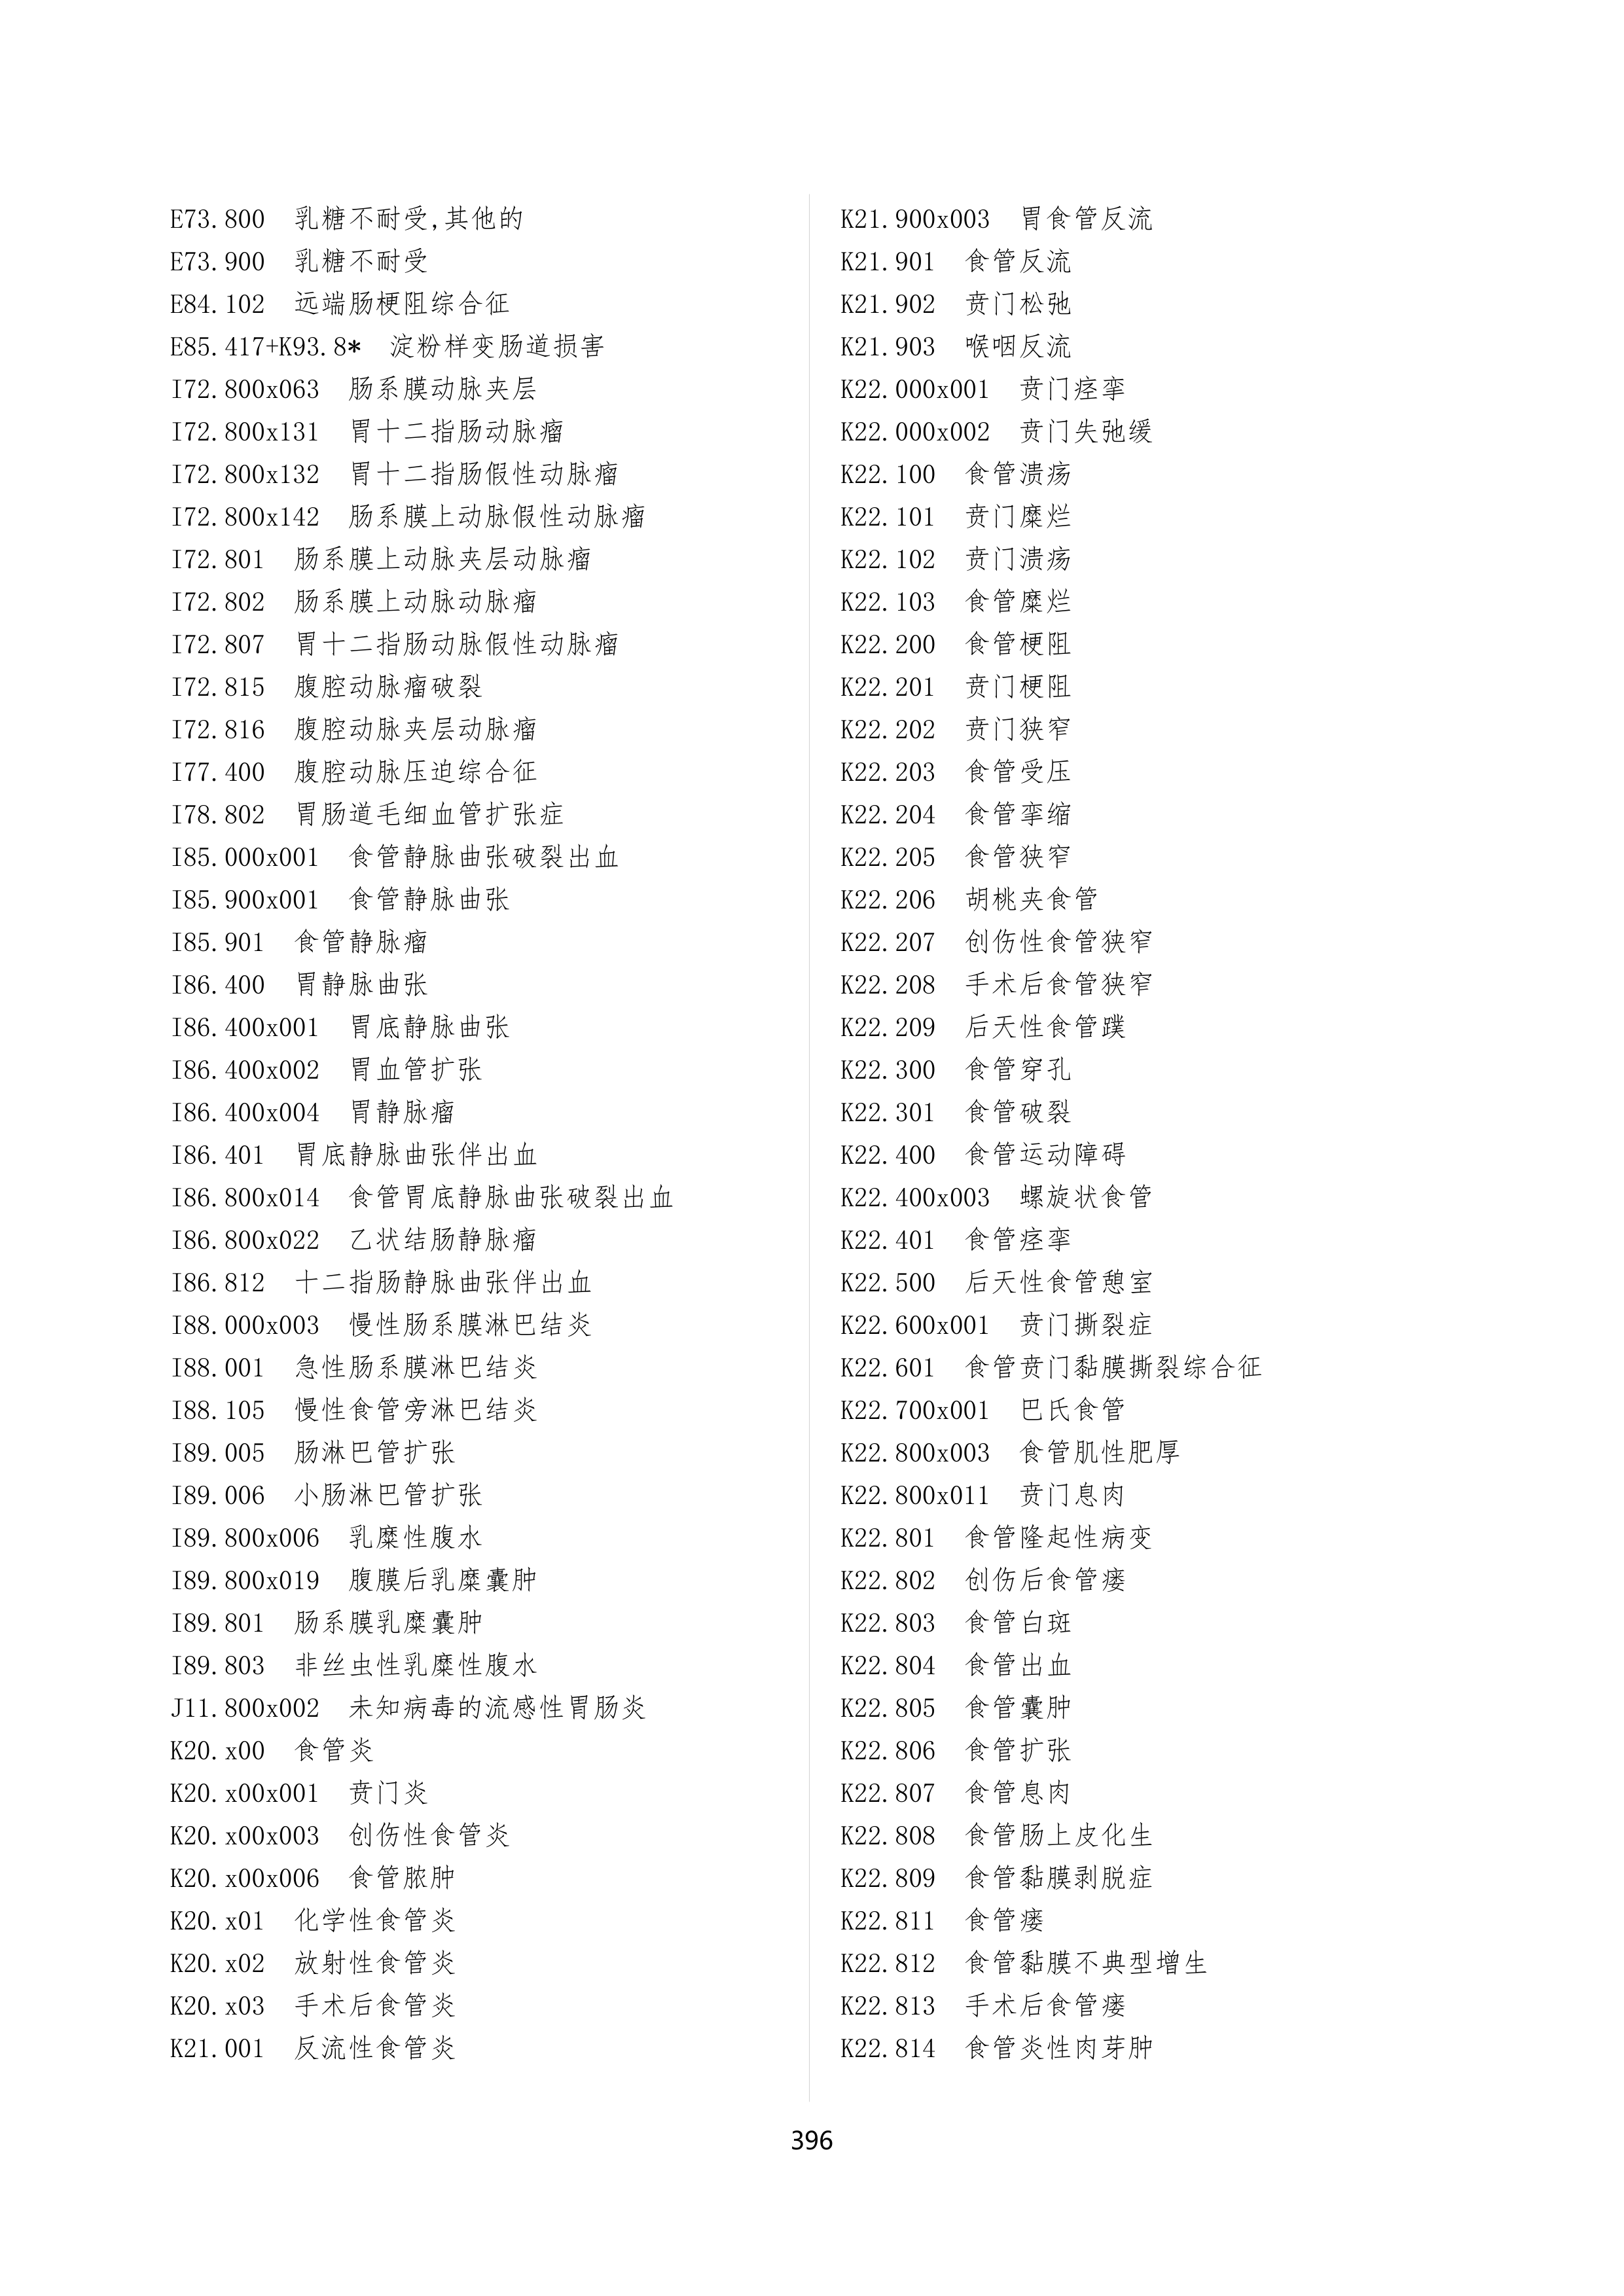 E73.800 乳糖不耐受,其他的
E73.900 乳糖不耐受
E84.102 远端肠梗阻综合征
E85.417+K93.8* 淀粉样变肠道损害
I72.800x063 肠系膜动脉夹层
I72.800x131 胃十二指肠动脉瘤
I72.800x132 胃十二指肠假性动脉瘤
I72.800x142 肠系膜上动脉假性动脉瘤
I72.801 肠系膜上动脉夹层动脉瘤
I72.802 肠系膜上动脉动脉瘤
I72.807 胃十二指肠动脉假性动脉瘤
I72.815 腹腔动脉瘤破裂
I72.816 腹腔动脉夹层动脉瘤
I77.400 腹腔动脉压迫综合征
I78.802 胃肠道毛细血管扩张症
I85.000x001 食管静脉曲张破裂出血
I85.900x001 食管静脉曲张
I85.901 食管静脉瘤
I86.400 胃静脉曲张
I86.400x001 胃底静脉曲张
I86.400x002 胃血管扩张
I86.400x004 胃静脉瘤
I86.401 胃底静脉曲张伴出血
I86.800x014 食管胃底静脉曲张破裂出血
I86.800x022 乙状结肠静脉瘤
I86.812 十二指肠静脉曲张伴出血
I88.000x003 慢性肠系膜淋巴结炎
I88.001 急性肠系膜淋巴结炎
I88.105 慢性食管旁淋巴结炎
I89.005 肠淋巴管扩张
I89.006 小肠淋巴管扩张
I89.800x006 乳糜性腹水
I89.800x019 腹膜后乳糜囊肿
I89.801 肠系膜乳糜囊肿
I89.803 非丝虫性乳糜性腹水
J11.800x002 未知病毒的流感性胃肠炎
K20.x00 食管炎
K20.x00x001 贲门炎
K20.x00x003 创伤性食管炎
K20.x00x006 食管脓肿
K20.x01 化学性食管炎
K20.x02 放射性食管炎
K20.x03 手术后食管炎
K21.001 反流性食管炎
K21.900x003 胃食管反流
K21.901 食管反流
K21.902 贲门松弛
K21.903 喉咽反流
K22.000x001 贲门痉挛
K22.000x002 贲门失弛缓
K22.100 食管溃疡
K22.101 贲门糜烂
K22.102 贲门溃疡
K22.103 食管糜烂
K22.200 食管梗阻
K22.201 贲门梗阻
K22.202 贲门狭窄
K22.203 食管受压
K22.204 食管挛缩
K22.205 食管狭窄
K22.206 胡桃夹食管
K22.207 创伤性食管狭窄
K22.208 手术后食管狭窄
K22.209 后天性食管蹼
K22.300 食管穿孔
K22.301 食管破裂
K22.400 食管运动障碍
K22.400x003 螺旋状食管
K22.401 食管痉挛
K22.500 后天性食管憩室
K22.600x001 贲门撕裂症
K22.601 食管贲门黏膜撕裂综合征
K22.700x001 巴氏食管
K22.800x003 食管肌性肥厚
K22.800x011 贲门息肉
K22.801 食管隆起性病变
K22.802 创伤后食管瘘
K22.803 食管白斑
K22.804 食管出血
K22.805 食管囊肿
K22.806 食管扩张
K22.807 食管息肉
K22.808 食管肠上皮化生
K22.809 食管黏膜剥脱症
K22.811 食管瘘
K22.812 食管黏膜不典型增生
K22.813 手术后食管瘘
K22.814 食管炎性肉芽肿
396